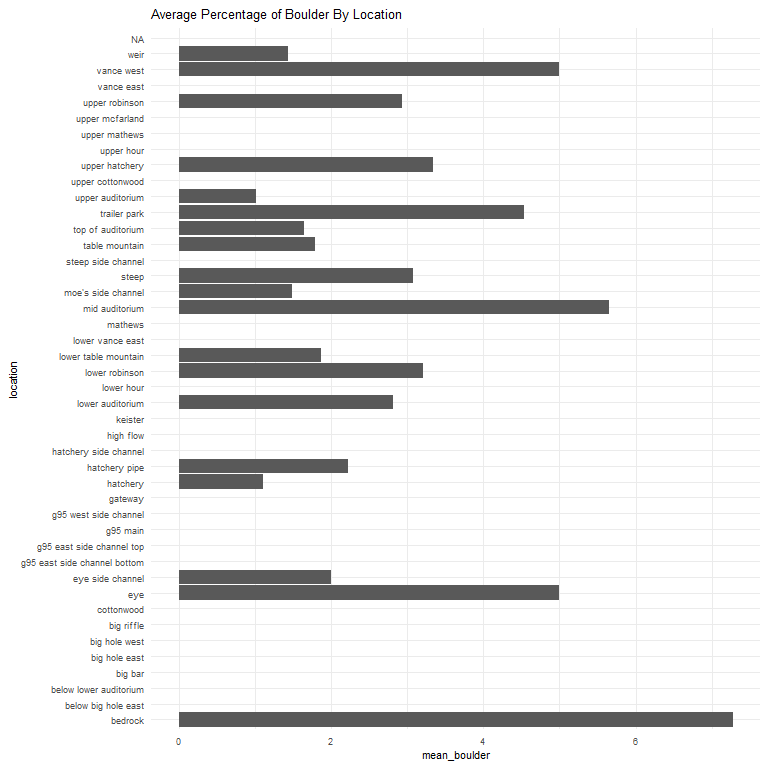 Average Percentage of Boulder By Location
NA
weir
vance west
vance east
upper robinson
upper mcfarland
upper mathews
upper hour
upper hatchery
upper cottonwood
upper auditorium
trailer park
top of auditorium
table mountain
steep side channel
steep
moe's side channel
mid auditorium
mathews
lower vance east
lower table mountain
lower robinson
lower hour
lower auditorium
keister
high flow
hatchery side channel
hatchery pipe
hatchery
gateway
g95 west side channel
g95 main
g95 east side channel top
g95 east side channel bottom
eye side channel
eye
cottonwood
big riffle
big hole west
big hole east
big bar
below lower auditorium
below big hole east
bedrock
location
0 2 4 6
mean_boulder